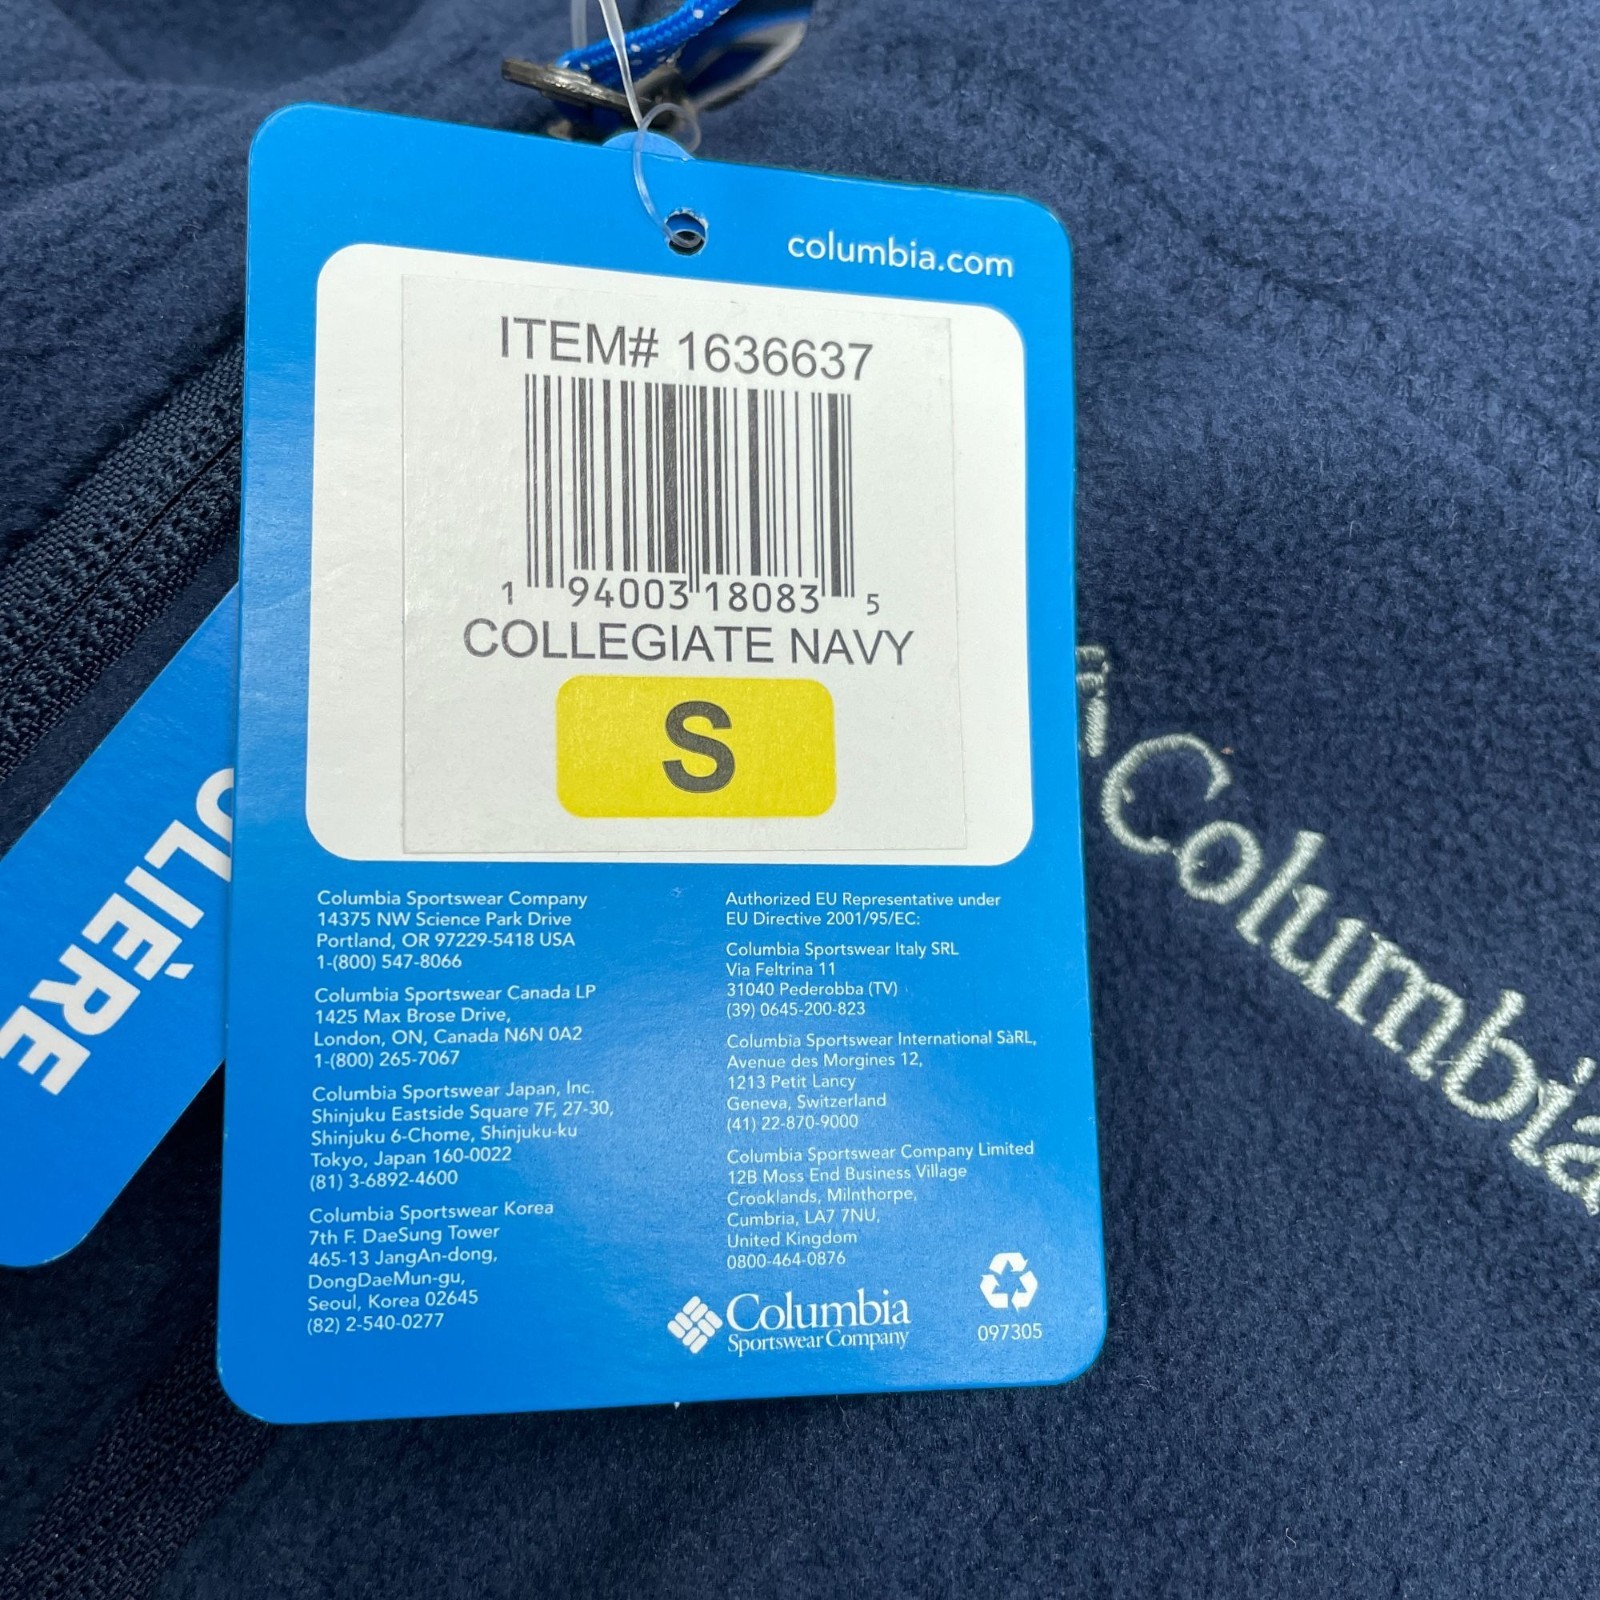 columbia.com
ITEM# 1636637
1 94003 18083 5
COLLEGIATE NAVY
S
Columbia Sportswear Company
14375 NW Science Park Drive
Portland, OR 97229-5418 USA
1-(800) 547-8066
Columbia Sportswear Canada LP
1425 Max Brose Drive,
London, ON, Canada N6N 0A2
1-(800) 265-7067
Columbia Sportswear Japan, Inc.
Shinjuku Eastside Square 7F, 27-30,
Shinjuku 6-Chome, Shinjuku-ku
Tokyo, Japan 160-0022
(81) 3-6892-4600
Columbia Sportswear Korea
7th F. DaeSung Tower
465-13 JangAn-dong,
DongDaeMun-gu,
Seoul, Korea 02645
(82) 2-540-0277
Authorized EU Representative under
EU Directive 2001/95/EC:
Columbia Sportswear Italy SRL
Via Feltrina 11
31040 Pederobba (TV)
(39) 0645-200-823
Columbia Sportswear International SàRL,
Avenue des Morgines 12,
1213 Petit Lancy
Geneva, Switzerland
(41) 22-870-9000
Columbia Sportswear Company Limited
12B Moss End Business Village
Crooklands, Milnthorpe,
Cumbria, LA7 7NU,
United Kingdom
0800-464-0876
Columbia
Sportswear Company
097305
Columbia
OLIÈRE